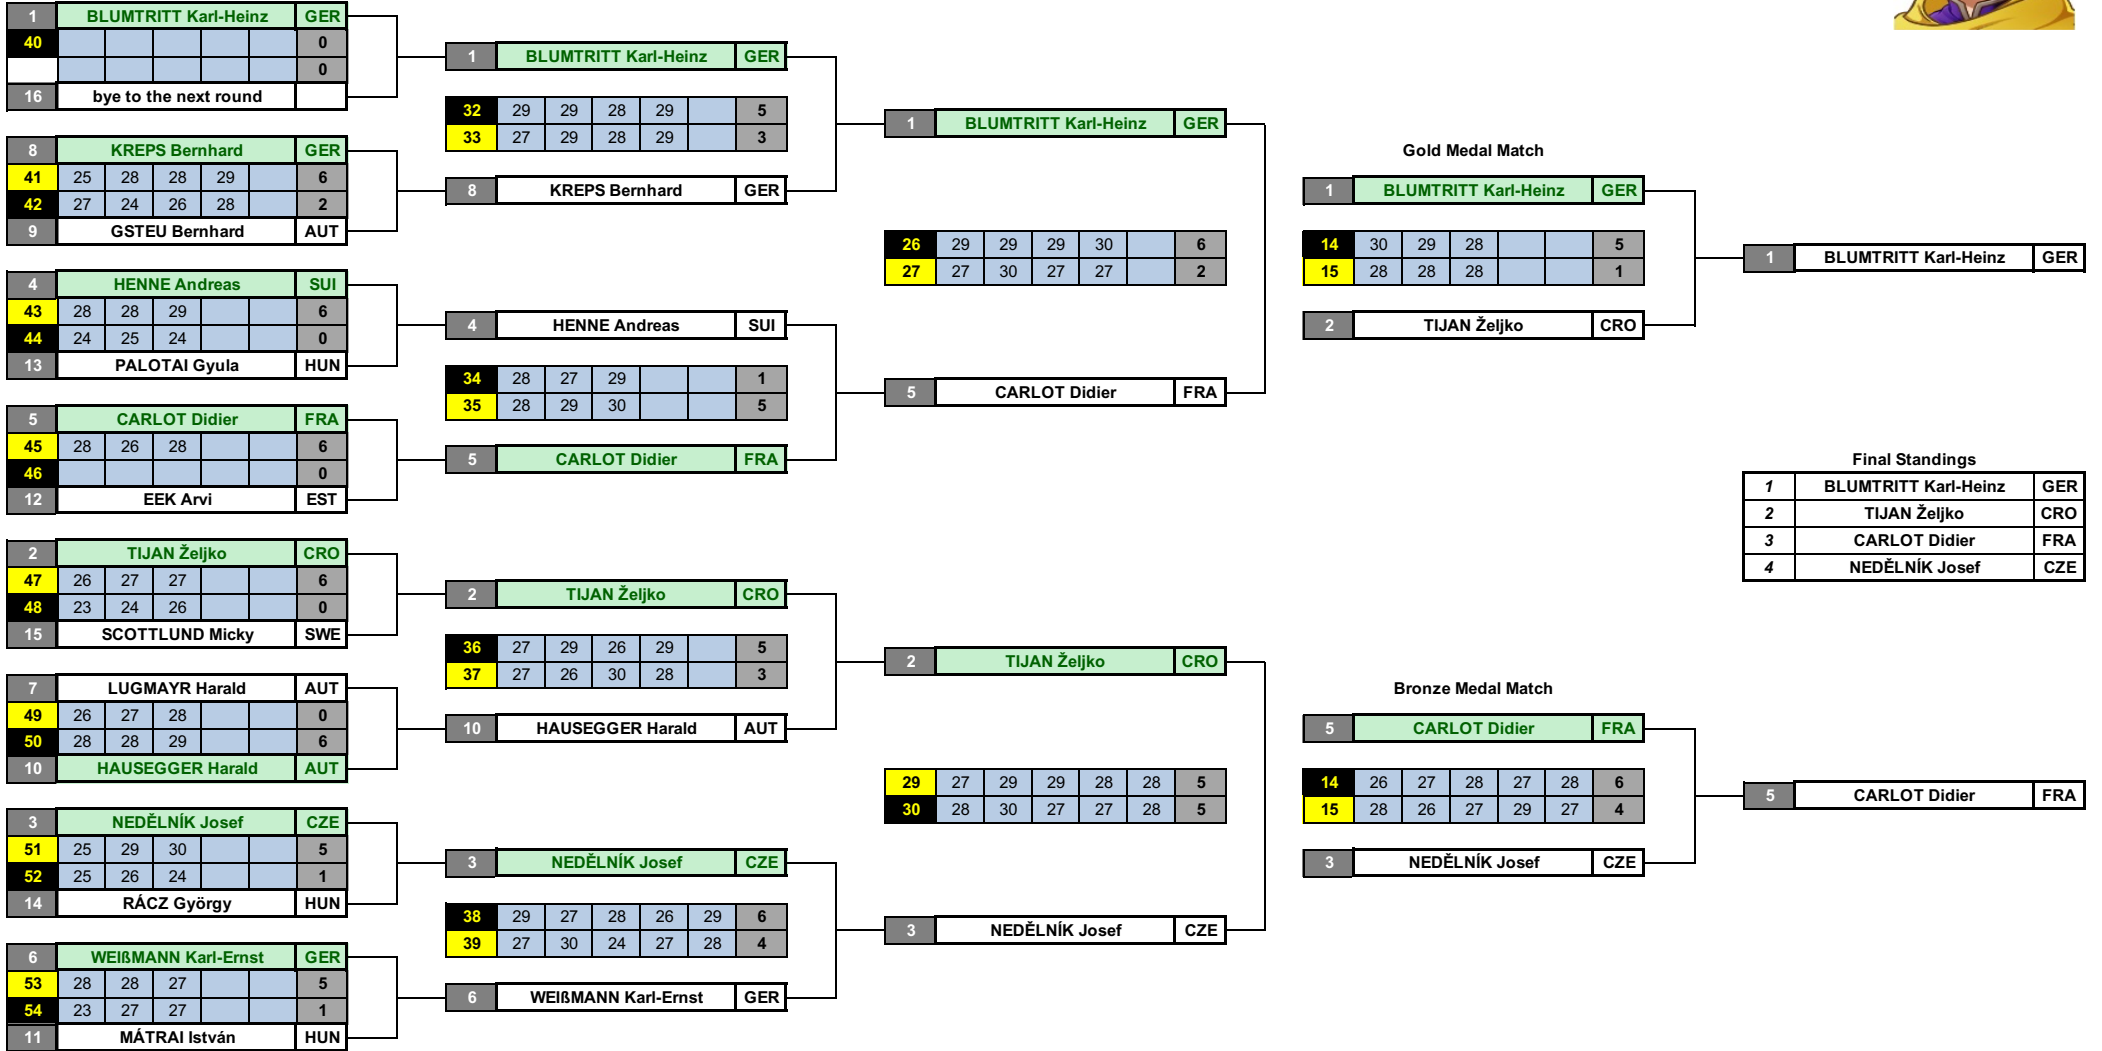 1 BLUMTRITT Karl-Heinz GER
40 0
0
16 bye to the next round
8 KREPS Bernhard GER
41 25 28 28 29 6
42 27 24 26 28 2
9 GSTEU Bernhard AUT
4 HENNE Andreas SUI
43 28 28 29 6
44 24 25 24 0
13 PALOTAI Gyula HUN
5 CARLOT Didier FRA
45 28 26 28 6
46 0
12 EEK Arvi EST
2 TIJAN Željko CRO
47 26 27 27 6
48 23 24 26 0
15 SCOTTLUND Micky SWE
7 LUGMAYR Harald AUT
49 26 27 28 0
50 28 28 29 6
10 HAUSEGGER Harald AUT
3 NEDĚLNÍK Josef CZE
51 25 29 30 5
52 25 26 24 1
14 RÁCZ György HUN
6 WEIßMANN Karl-Ernst GER
53 28 28 27 5
54 23 27 27 1
11 MÁTRAI István HUN
1 BLUMTRITT Karl-Heinz GER
32 29 29 28 29 5
33 27 29 28 29 3
8 KREPS Bernhard GER
4 HENNE Andreas SUI
34 28 27 29 1
35 28 29 30 5
5 CARLOT Didier FRA
2 TIJAN Željko CRO
36 27 29 26 29 5
37 27 26 30 28 3
10 HAUSEGGER Harald AUT
3 NEDĚLNÍK Josef CZE
38 29 27 28 26 29 6
39 27 30 24 27 28 4
6 WEIßMANN Karl-Ernst GER
1 BLUMTRITT Karl-Heinz GER
26 29 29 29 30 6
27 27 30 27 27 2
5 CARLOT Didier FRA
2 TIJAN Željko CRO
29 27 29 29 28 28 5
30 28 30 27 27 28 5
3 NEDĚLNÍK Josef CZE
Gold Medal Match
1 BLUMTRITT Karl-Heinz GER
14 30 29 28 5
15 28 28 28 1
2 TIJAN Željko CRO
Bronze Medal Match
5 CARLOT Didier FRA
14 26 27 28 27 28 6
15 28 26 27 29 27 4
3 NEDĚLNÍK Josef CZE
1 BLUMTRITT Karl-Heinz GER
Final Standings
1 BLUMTRITT Karl-Heinz GER
2 TIJAN Željko CRO
3 CARLOT Didier FRA
4 NEDĚLNÍK Josef CZE
5 CARLOT Didier FRA